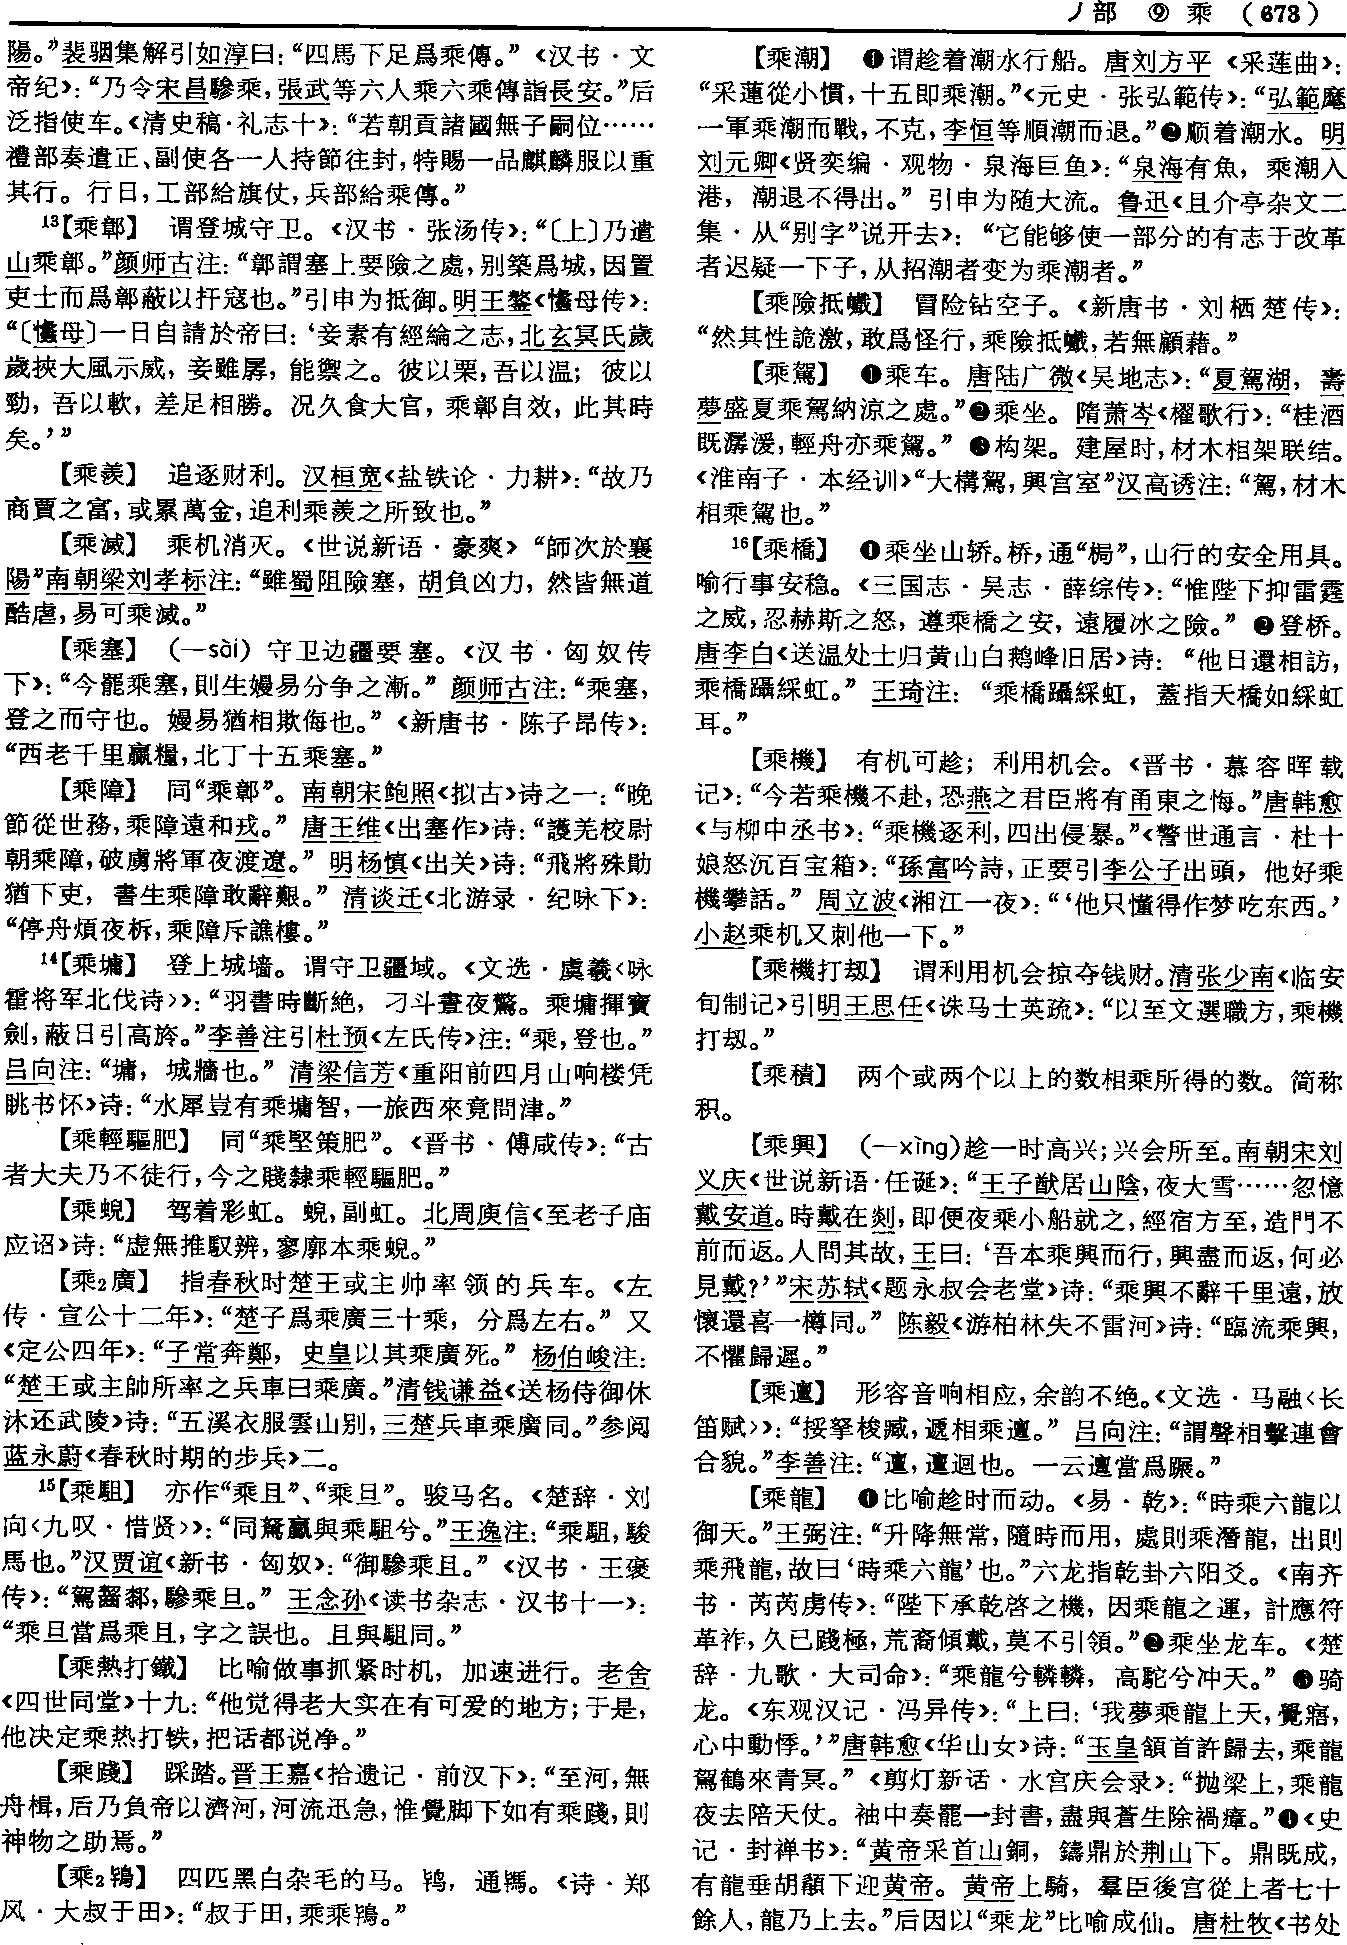 丿部 ⑨ 乘 （673）
陽。”裴骃集解引如淳曰：“四馬下足爲乘傳。”《汉书·文
帝纪》：“乃令宋昌驂乘，張武等六人乘六乘傳詣長安。”后
泛指使车。《清史稿·礼志十》：“若朝貢諸國無子嗣位……
禮部奏遣正、副使各一人持節往封，特賜一品麒麟服以重
其行。行日，工部給旗仗，兵部給乘傳。”
13【乘鄣】 谓登城守卫。《汉书·张汤传》：“〔上〕乃遣
山乘鄣。”颜师古注：“鄣謂塞上要險之處，别築爲城，因置
吏士而爲鄣蔽以扞寇也。”引申为抵御。明王鏊《憺母传》：
“〔憺母〕一日自請於帝曰：‘妾素有經綸之志，北玄冥氏歲
歲挾大風示威，妾雖孱，能禦之。彼以栗，吾以温；彼以
勁，吾以軟，差足相勝。况久食大官，乘鄣自效，此其時
矣。’”
【乘羨】 追逐财利。汉桓宽《盐铁论·力耕》：“故乃
商賈之富，或累萬金，追利乘羨之所致也。”
【乘滅】 乘机消灭。《世说新语·豪爽》“師次於襄
陽”南朝梁刘孝标注：“雖蜀阻險塞，胡負凶力，然皆無道
酷虐，易可乘滅。”
【乘塞】 （—sài）守卫边疆要塞。《汉书·匈奴传
下》：“今罷乘塞，則生嫚易分争之漸。”颜师古注：“乘塞，
登之而守也。嫚易猶相欺侮也。”《新唐书·陈子昂传》：
“西老千里贏糧，北丁十五乘塞。”
【乘障】 同“乘鄣”。南朝宋鲍照《拟古》诗之一：“晚
節從世務，乘障遠和戎。”唐王维《出塞作》诗：“護羌校尉
朝乘障，破虜將軍夜渡遼。”明杨慎《出关》诗：“飛將殊勛
猶下吏，書生乘障敢辭艱。”清谈迁《北游录·纪咏下》：
“停舟煩夜柝，乘障斥譙樓。”
14【乘墉】 登上城墙。谓守卫疆域。《文选·虞羲〈咏
霍将军北伐诗〉》：“羽書時斷絶，刁斗晝夜驚。乘墉揮寶
劍，蔽日引高旍。”李善注引杜预《左氏传》注：“乘，登也。”
吕向注：“墉，城牆也。”清梁信芳《重阳前四月山响楼凭
眺书怀》诗：“水犀豈有乘墉智，一旅西來竟問津。”
【乘輕驅肥】 同“乘堅策肥”。《晋书·傅咸传》：“古
者大夫乃不徒行，今之賤隸乘輕驅肥。”
【乘蜺】 驾着彩虹。蜺，副虹。北周庾信《至老子庙
应诏》诗：“虚無推馭辨，寥廓本乘蜺。”
【乘2廣】 指春秋时楚王或主帅率领的兵车。《左
传·宣公十二年》：“楚子爲乘廣三十乘，分爲左右。”又
《定公四年》：“子常奔鄭，史皇以其乘廣死。”杨伯峻注：
“楚王或主帥所率之兵車曰乘廣。”清钱谦益《送杨侍御休
沐还武陵》诗：“五溪衣服雲山别，三楚兵車乘廣同。”参阅
蓝永蔚《春秋时期的步兵》二。
15【乘駔】 亦作“乘且”、“乘旦”。骏马名。《楚辞·刘
向〈九叹·惜贤〉》：“同駑驘與乘駔兮。”王逸注：“乘駔，駿
馬也。”汉贾谊《新书·匈奴》：“御驂乘且。”《汉书·王褒
传》：“駕齧厀，驂乘旦。”王念孙《读书杂志·汉书十一》：
“乘旦當爲乘且，字之誤也。且與駔同。”
【乘熱打鐵】 比喻做事抓紧时机，加速进行。老舍
《四世同堂》十九：“他觉得老大实在有可爱的地方；于是，
他决定乘热打铁，把话都说净。”
【乘踐】 踩踏。晋王嘉《拾遗记·前汉下》：“至河，無
舟楫，后乃負帝以濟河，河流迅急，惟覺脚下如有乘踐，則
神物之助焉。”
【乘2鴇】 四匹黑白杂毛的马。鸨，通䮀。《诗·郑
风·大叔于田》：“叔于田，乘乘鴇。”
【乘潮】 ❶谓趁着潮水行船。唐刘方平《采莲曲》：
“采蓮從小慣，十五即乘潮。”《元史·张弘範传》：“弘範麾
一軍乘潮而戰，不克，李恒等順潮而退。”❷顺着潮水。明
刘元卿《贤奕编·观物·泉海巨鱼》：“泉海有魚，乘潮入
港，潮退不得出。”引申为随大流。鲁迅《且介亭杂文二
集·从“别字”说开去》：“它能够使一部分的有志于改革
者迟疑一下子，从招潮者变为乘潮者。”
【乘險抵巇】 冒险钻空子。《新唐书·刘栖楚传》：
“然其性詭激，敢爲怪行，乘險抵巇，若無顧藉。”
【乘駕】 ❶乘车。唐陆广微《吴地志》：“夏駕湖，壽
夢盛夏乘駕納涼之處。”❷乘坐。隋萧岑《櫂歌行》：“桂酒
既潺湲，輕舟亦乘駕。”❸构架。建屋时，材木相架联结。
《淮南子·本经训》“大構駕，興宫室”汉高诱注：“駕，材木
相乘駕也。”
16【乘橋】 ❶乘坐山轿。桥，通“梮”，山行的安全用具。
喻行事安稳。《三国志·吴志·薛综传》：“惟陛下抑雷霆
之威，忍赫斯之怒，遵乘橋之安，遠履冰之險。”❷登桥。
唐李白《送温处士归黄山白鹅峰旧居》诗：“他日還相訪，
乘橋躡綵虹。”王琦注：“乘橋躡綵虹，蓋指天橋如綵虹
耳。”
【乘機】 有机可趁；利用机会。《晋书·慕容暐载
记》：“今若乘機不赴，恐燕之君臣將有甬東之悔。”唐韩愈
《与柳中丞书》：“乘機逐利，四出侵暴。”《警世通言·杜十
娘怒沉百宝箱》：“孫富吟詩，正要引李公子出頭，他好乘
機攀話。”周立波《湘江一夜》：“‘他只懂得作梦吃东西。’
小赵乘机又刺他一下。”
【乘機打刼】 谓利用机会掠夺钱财。清张少南《临安
旬制记》引明王思任《诛马士英疏》：“以至文選職方，乘機
打刼。”
【乘積】 两个或两个以上的数相乘所得的数。简称
积。
【乘興】 （—xìng）趁一时高兴；兴会所至。南朝宋刘
义庆《世说新语·任诞》：“王子猷居山陰，夜大雪……忽憶
戴安道。時戴在剡，即便夜乘小船就之，經宿方至，造門不
前而返。人問其故，王曰：‘吾本乘興而行，興盡而返，何必
見戴？’”宋苏轼《题永叔会老堂》诗：“乘興不辭千里遠，放
懷還喜一樽同。”陈毅《游柏林失不雷河》诗：“臨流乘興，
不懼歸遲。”
【乘邅】 形容音响相应，余韵不绝。《文选·马融〈长
笛赋〉》：“挼拏梭臧，遞相乘邅。”吕向注：“謂聲相擊連會
合貌。”李善注：“邅，邅迴也。一云邅當爲蹍。”
【乘龍】 ❶比喻趁时而动。《易·乾》：“時乘六龍以
御天。”王弼注：“升降無常，隨時而用，處則乘潛龍，出則
乘飛龍，故曰‘時乘六龍’也。”六龙指乾卦六阳爻。《南齐
书·芮芮虏传》：“陛下承乾啓之機，因乘龍之運，計應符
革祚，久已踐極，荒裔傾戴，莫不引領。”❷乘坐龙车。《楚
辞·九歌·大司命》：“乘龍兮轔轔，高駝兮冲天。”❸骑
龙。《东观汉记·冯异传》：“上曰：‘我夢乘龍上天，覺寤，
心中動悸。’”唐韩愈《华山女》诗：“玉皇頷首許歸去，乘龍
駕鶴來青冥。”《剪灯新话·水宫庆会录》：“抛梁上，乘龍
夜去陪天仗。袖中奏罷一封書，盡與蒼生除禍瘴。”❹《史
记·封禅书》：“黄帝采首山銅，鑄鼎於荆山下。鼎既成，
有龍垂胡髯下迎黄帝。黄帝上騎，羣臣後宫從上者七十
餘人，龍乃上去。”后因以“乘龙”比喻成仙。唐杜牧《书处